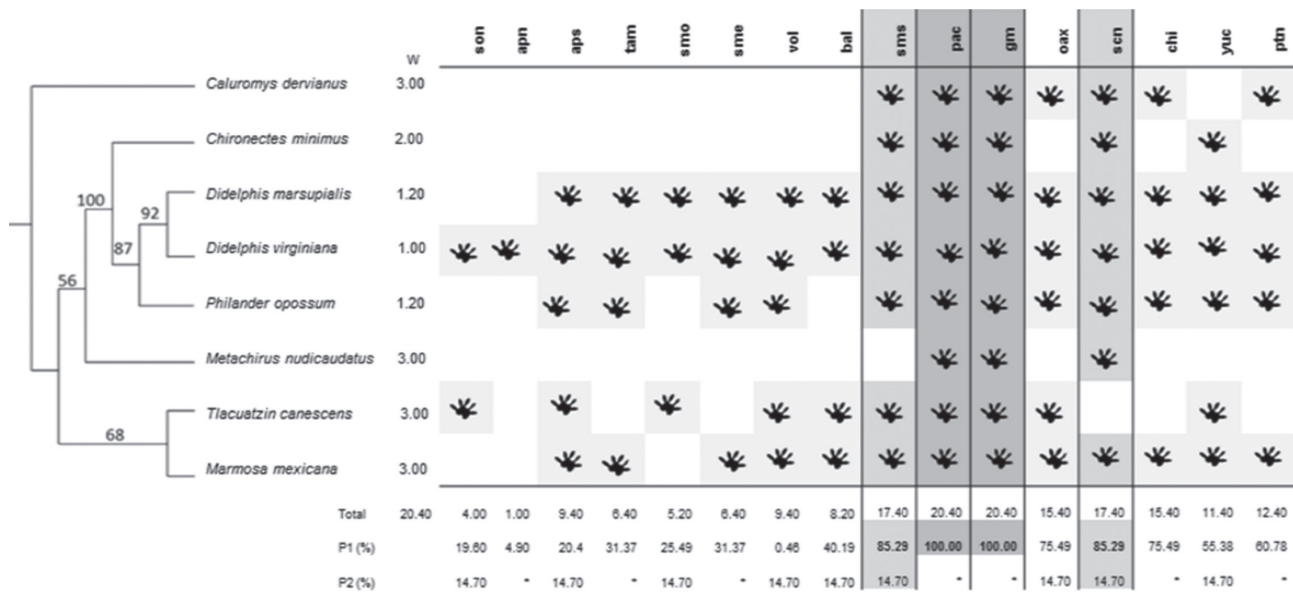 son apn aps tam smo sme vol bal sms pac gm oax scn chi yuc ptn
W
Caluromys dervianus 3.00
Chironectes minimus 2.00
100
Didelphis marsupialis 1.20
92
87
Didelphis virginiana 1.00
56
Philander opossum 1.20
Metachirus nudicaudatus 3.00
Tlacuatzin canescens 3.00
68
Marmosa mexicana 3.00
Total 20.40 4.00 1.00 9.40 6.40 5.20 6.40 9.40 8.20 17.40 20.40 20.40 15.40 17.40 15.40 11.40 12.40
P1 (%) 19.60 4.90 20.4 31.37 25.49 31.37 0.46 40.19 85.29 100.00 100.00 75.49 85.29 75.49 55.38 60.78
P2 (%) 14.70 - 14.70 - 14.70 - 14.70 14.70 14.70 - - 14.70 14.70 - 14.70 -